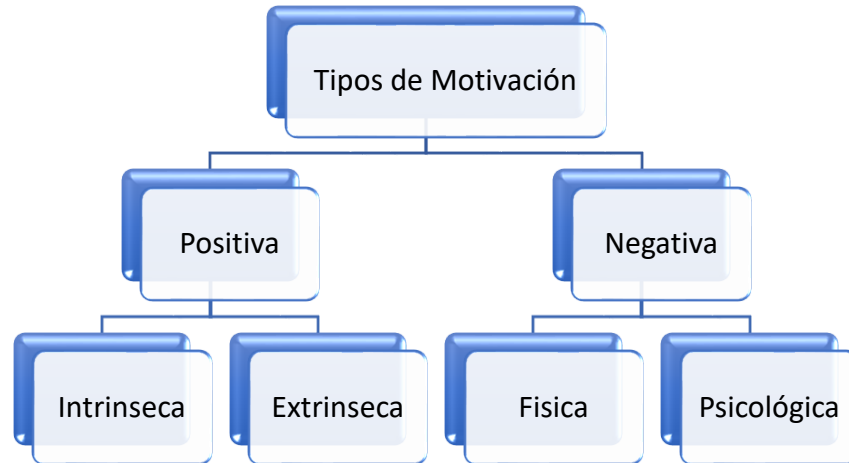 Tipos de Motivación
Positiva
Negativa
Intrinseca
Extrinseca
Fisica
Psicológica